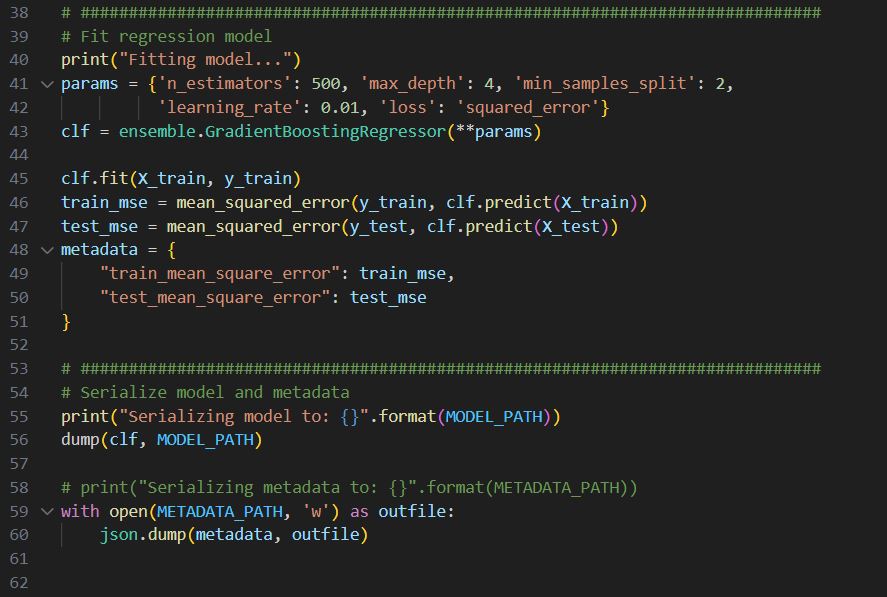 38 # #############################################################################
39 # Fit regression model
40 print("Fitting model...")
41 params = {'n_estimators': 500, 'max_depth': 4, 'min_samples_split': 2,
42           'learning_rate': 0.01, 'loss': 'squared_error'}
43 clf = ensemble.GradientBoostingRegressor(**params)
44
45 clf.fit(X_train, y_train)
46 train_mse = mean_squared_error(y_train, clf.predict(X_train))
47 test_mse = mean_squared_error(y_test, clf.predict(X_test))
48 metadata = {
49     "train_mean_square_error": train_mse,
50     "test_mean_square_error": test_mse
51 }
52
53 # #############################################################################
54 # Serialize model and metadata
55 print("Serializing model to: {}".format(MODEL_PATH))
56 dump(clf, MODEL_PATH)
57
58 # print("Serializing metadata to: {}".format(METADATA_PATH))
59 with open(METADATA_PATH, 'w') as outfile:
60     json.dump(metadata, outfile)
61
62